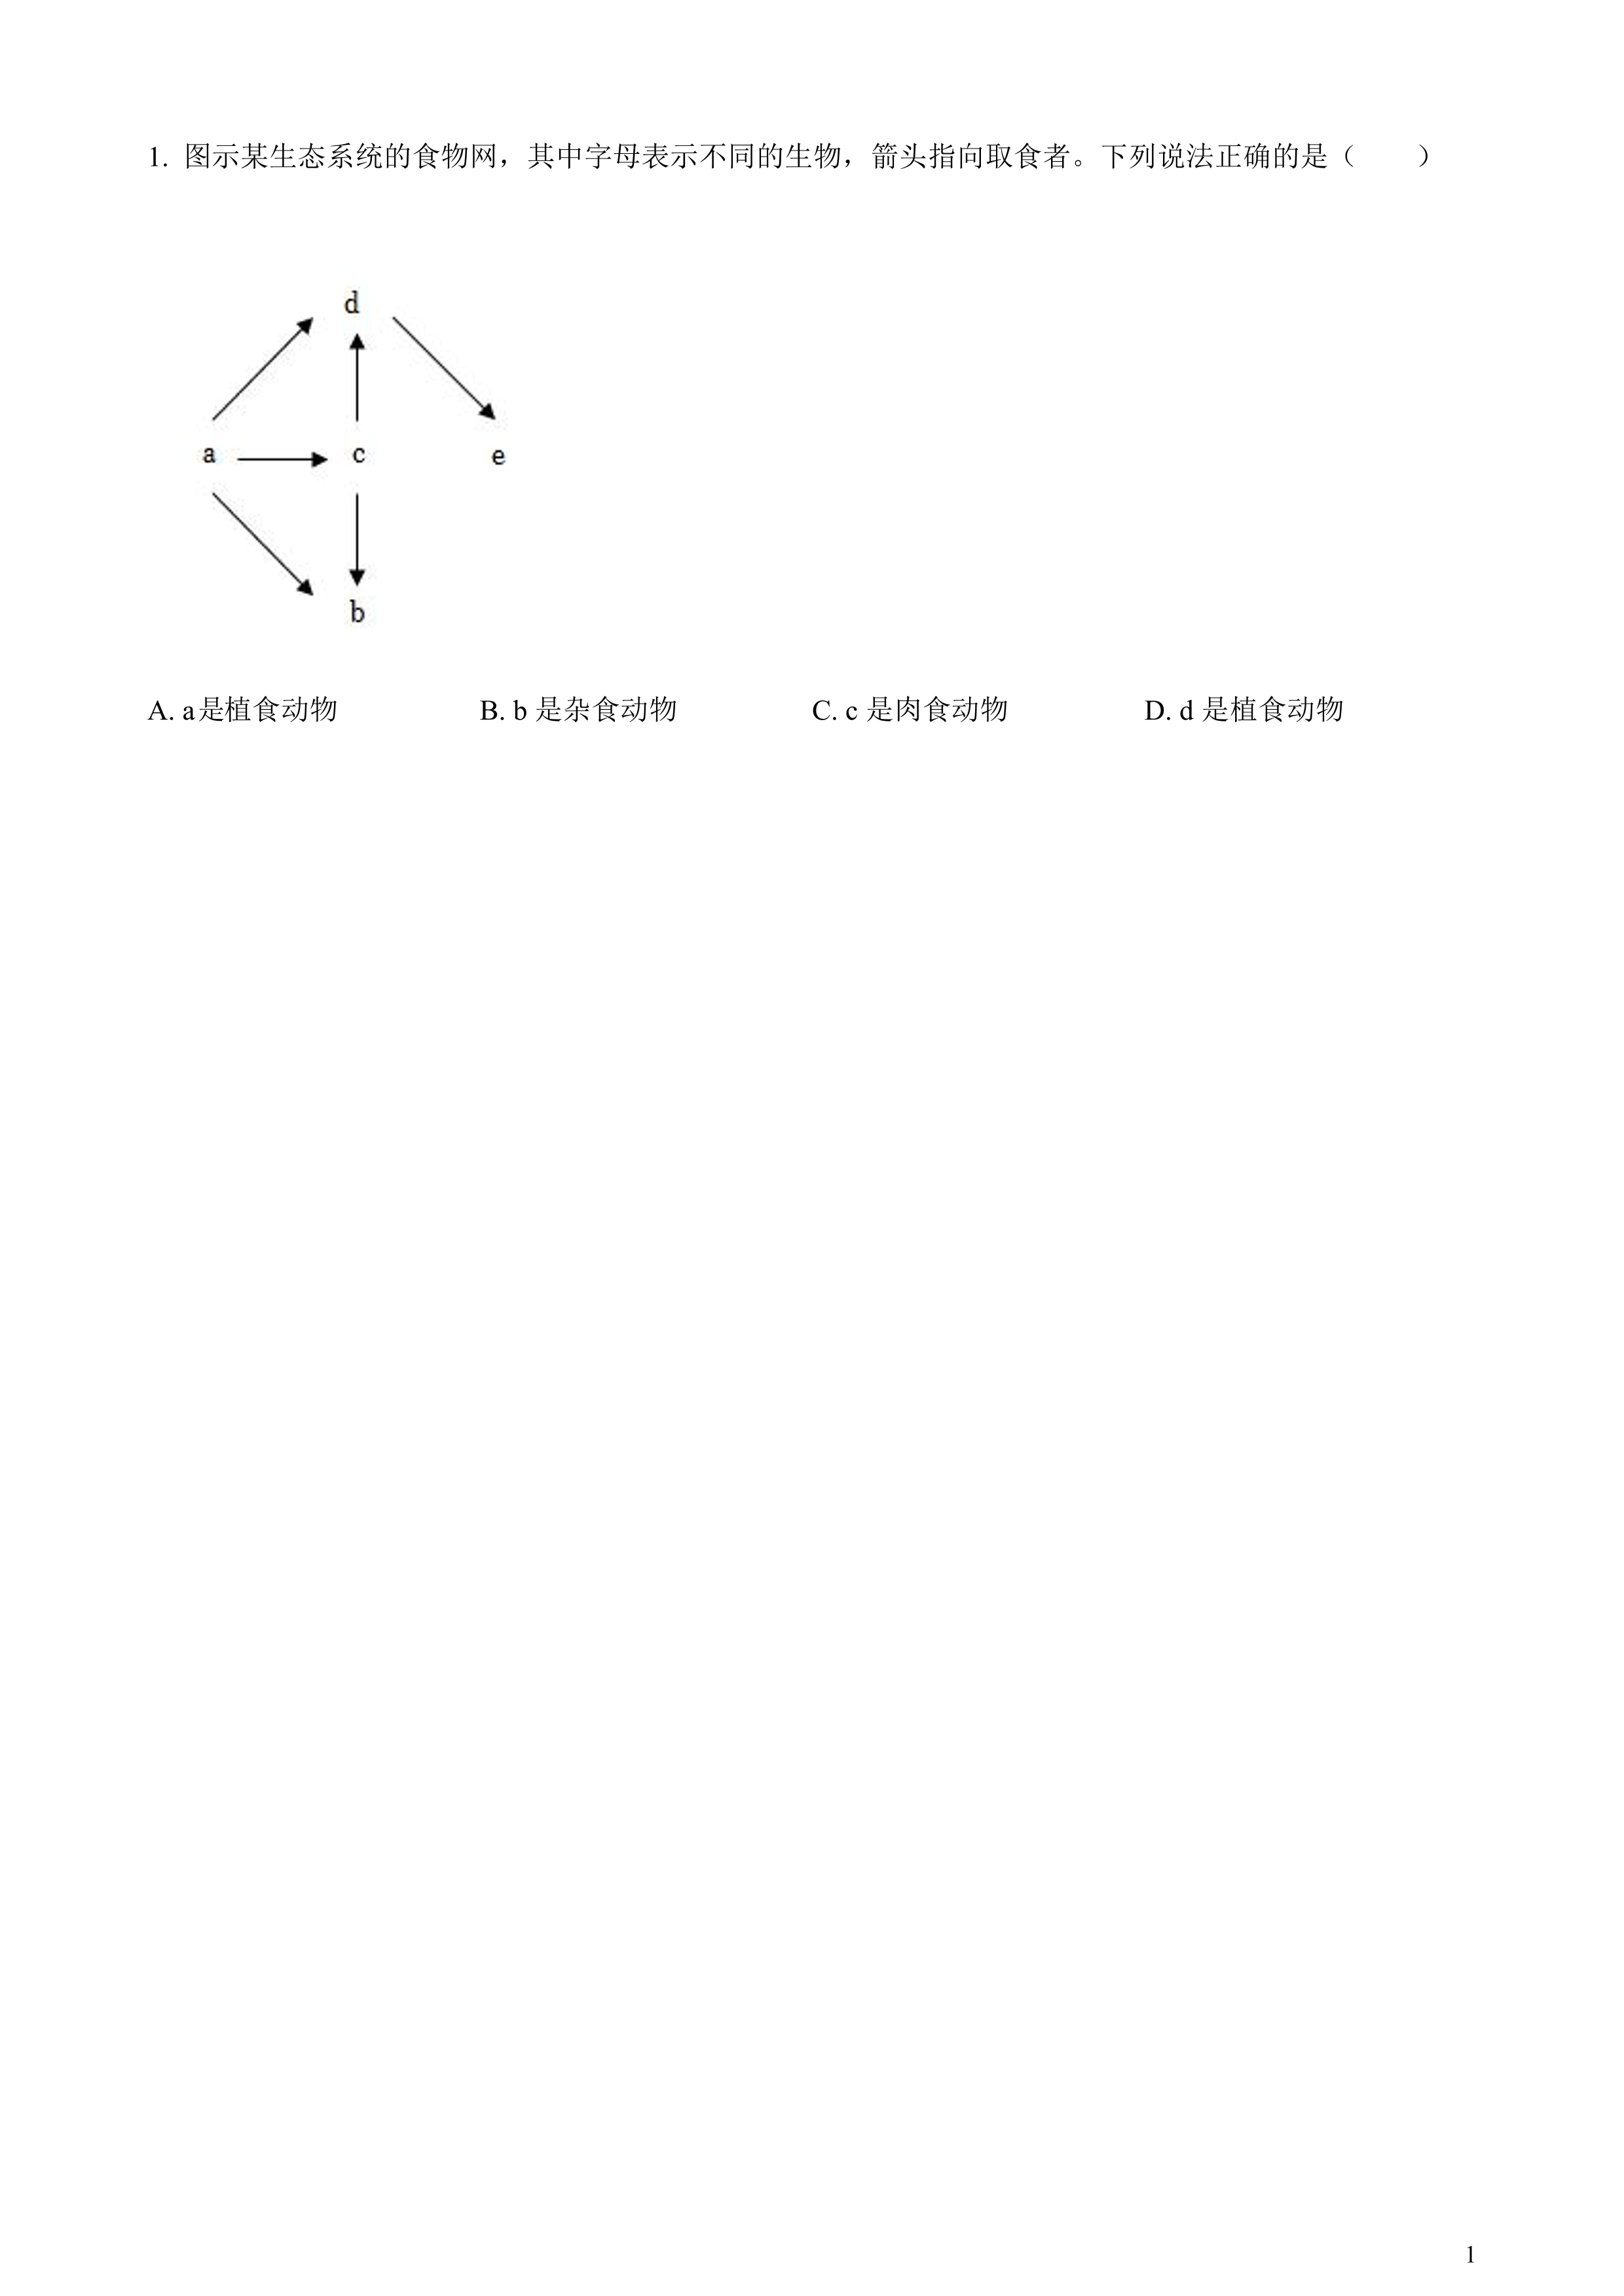 1. 图示某生态系统的食物网，其中字母表示不同的生物，箭头指向取食者。下列说法正确的是（　　）
d
a c e
b
A. a是植食动物 B. b 是杂食动物 C. c 是肉食动物 D. d 是植食动物
1